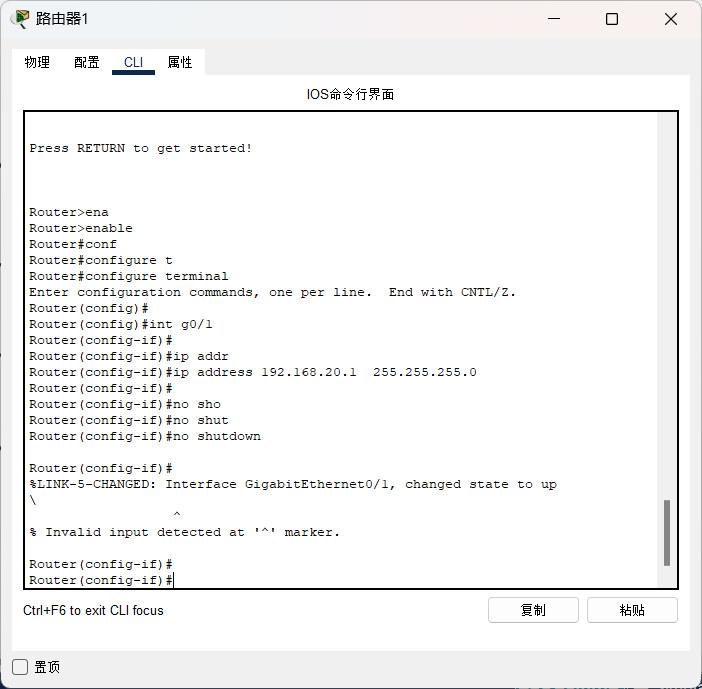 路由器1
物理 配置 CLI 属性
IOS命令行界面
Press RETURN to get started!
Router>ena
Router>enable
Router#conf
Router#configure t
Router#configure terminal
Enter configuration commands, one per line.  End with CNTL/Z.
Router(config)#
Router(config)#int g0/1
Router(config-if)#
Router(config-if)#ip addr
Router(config-if)#ip address 192.168.20.1  255.255.255.0
Router(config-if)#
Router(config-if)#no sho
Router(config-if)#no shut
Router(config-if)#no shutdown
Router(config-if)#
%LINK-5-CHANGED: Interface GigabitEthernet0/1, changed state to up
\
^
% Invalid input detected at '^' marker.
Router(config-if)#
Router(config-if)#
Ctrl+F6 to exit CLI focus
复制 粘贴
置顶